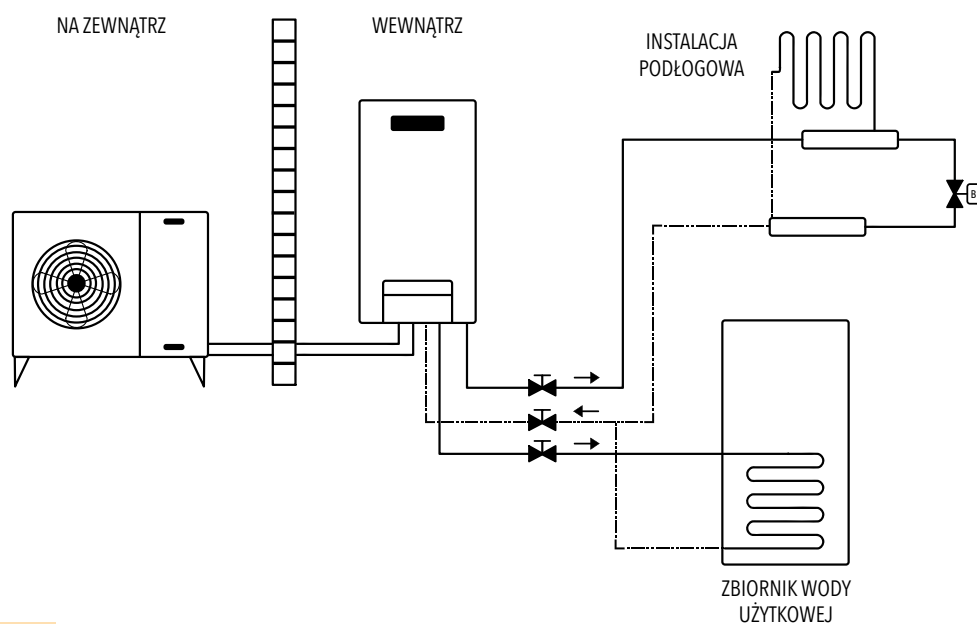 NA ZEWNĄTRZ
WEWNĄTRZ
INSTALACJA
PODŁOGOWA
B
ZBIORNIK WODY
UŻYTKOWEJ